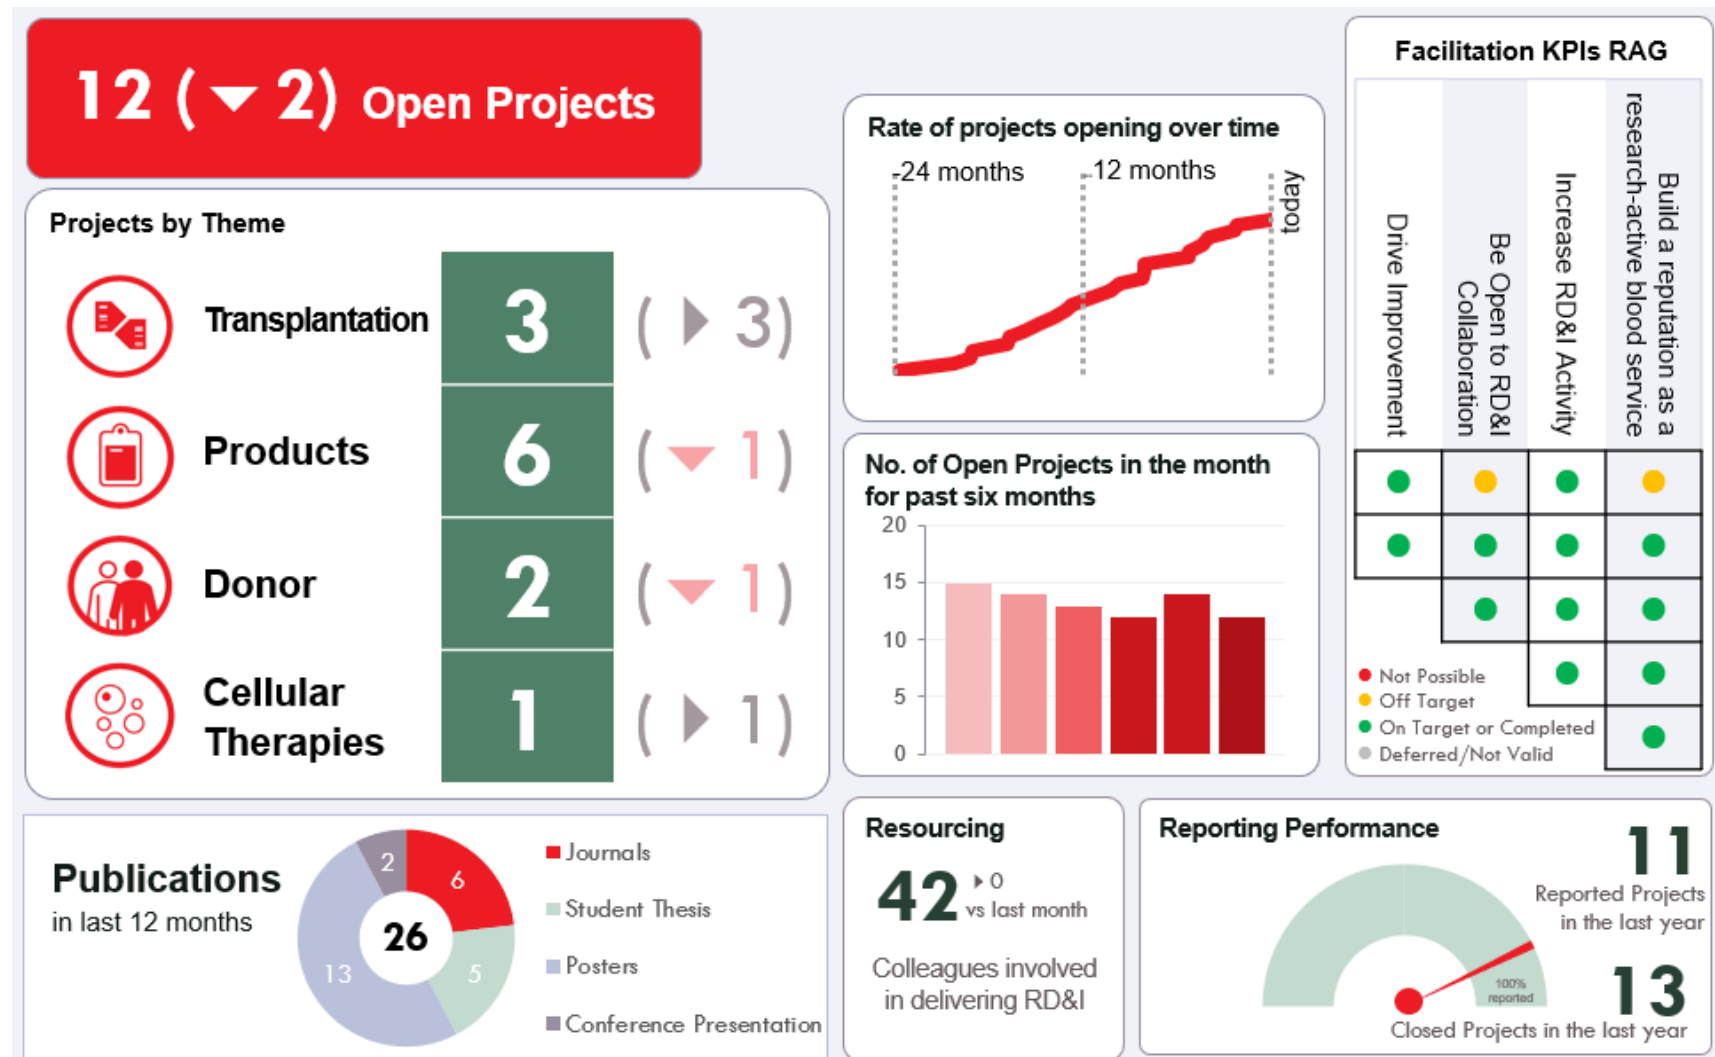 12 (▼ 2) Open Projects
Projects by Theme
Transplantation 3 (▶ 3)
Products 6 (▼ 1)
Donor 2 (▼ 1)
Cellular
Therapies 1 (▶ 1)
Publications
in last 12 months
2
6
26
13
5
Journals
Student Thesis
Posters
Conference Presentation
Rate of projects opening over time
-24 months
-12 months
today
No. of Open Projects in the month
for past six months
20
15
10
5
0
Resourcing
42 ▶ 0
vs last month
Colleagues involved
in delivering RD&I
Facilitation KPIs RAG
Drive Improvement
Be Open to RD&I
Collaboration
Increase RD&I Activity
Build a reputation as a
research-active blood service
Not Possible
Off Target
On Target or Completed
Deferred/Not Valid
Reporting Performance
11
Reported Projects
in the last year
100%
reported
13
Closed Projects in the last year